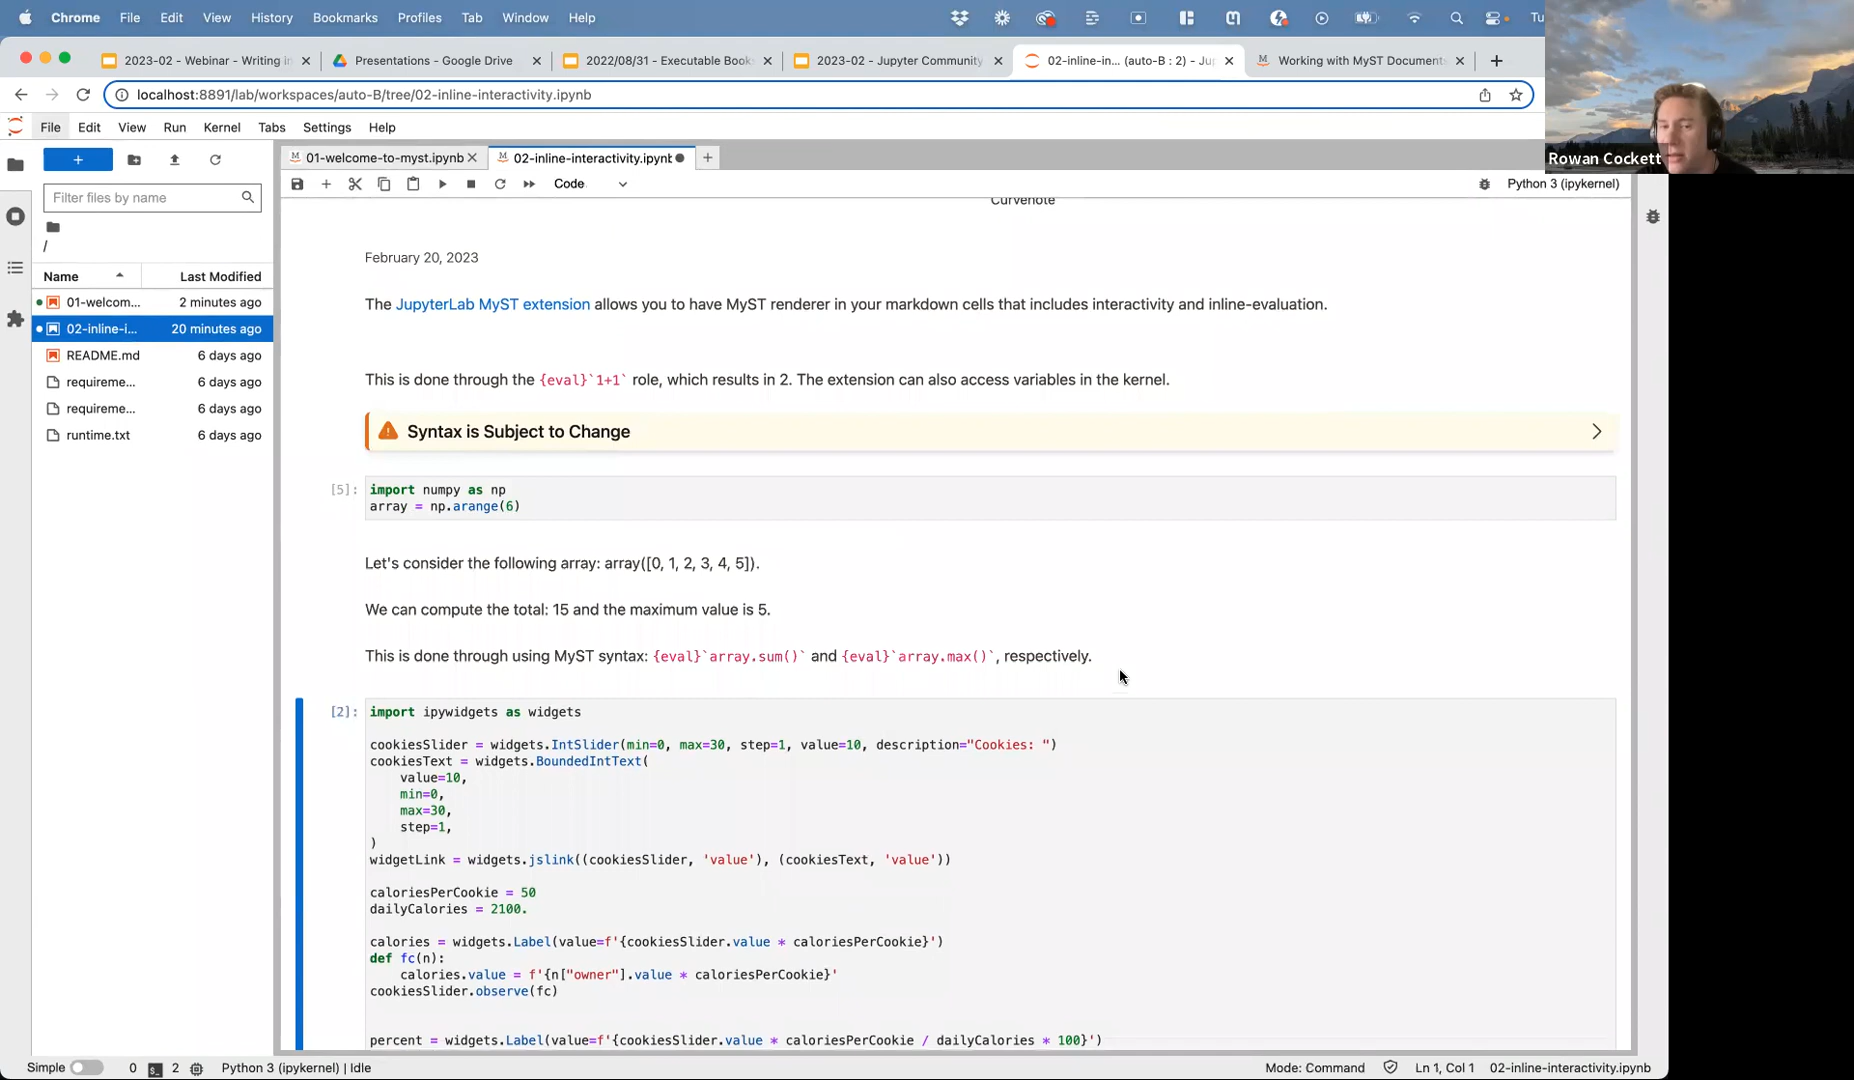 Chrome File Edit View History Bookmarks Profiles Tab Window Help Tu
2023-02 - Webinar - Writing in
Presentations - Google Drive
2022/08/31 - Executable Book
2023-02 - Jupyter Community
02-inline-in... (auto-B : 2) - Ju
Working with MyST Documents
localhost:8891/lab/workspaces/auto-B/tree/02-inline-interactivity.ipynb
Rowan Cockett
File Edit View Run Kernel Tabs Settings Help
01-welcome-to-myst.ipynb
02-inline-interactivity.ipynb
Code
Python 3 (ipykernel)
Filter files by name
/
Name Last Modified
01-welcom... 2 minutes ago
02-inline-i... 20 minutes ago
README.md 6 days ago
requireme... 6 days ago
requireme... 6 days ago
runtime.txt 6 days ago
Curvenote
February 20, 2023
The JupyterLab MyST extension allows you to have MyST renderer in your markdown cells that includes interactivity and inline-evaluation.
This is done through the {eval}`1+1` role, which results in 2. The extension can also access variables in the kernel.
Syntax is Subject to Change
[5]: import numpy as np
array = np.arange(6)
Let's consider the following array: array([0, 1, 2, 3, 4, 5]).
We can compute the total: 15 and the maximum value is 5.
This is done through using MyST syntax: {eval}`array.sum()` and {eval}`array.max()`, respectively.
[2]: import ipywidgets as widgets
cookiesSlider = widgets.IntSlider(min=0, max=30, step=1, value=10, description="Cookies: ")
cookiesText = widgets.BoundedIntText(
value=10,
min=0,
max=30,
step=1,
)
widgetLink = widgets.jslink((cookiesSlider, 'value'), (cookiesText, 'value'))
caloriesPerCookie = 50
dailyCalories = 2100.
calories = widgets.Label(value=f'{cookiesSlider.value * caloriesPerCookie}')
def fc(n):
calories.value = f'{n["owner"].value * caloriesPerCookie}'
cookiesSlider.observe(fc)
percent = widgets.Label(value=f'{cookiesSlider.value * caloriesPerCookie / dailyCalories * 100}')
Simple 0 2 Python 3 (ipykernel) | Idle Mode: Command Ln 1, Col 1 02-inline-interactivity.ipynb